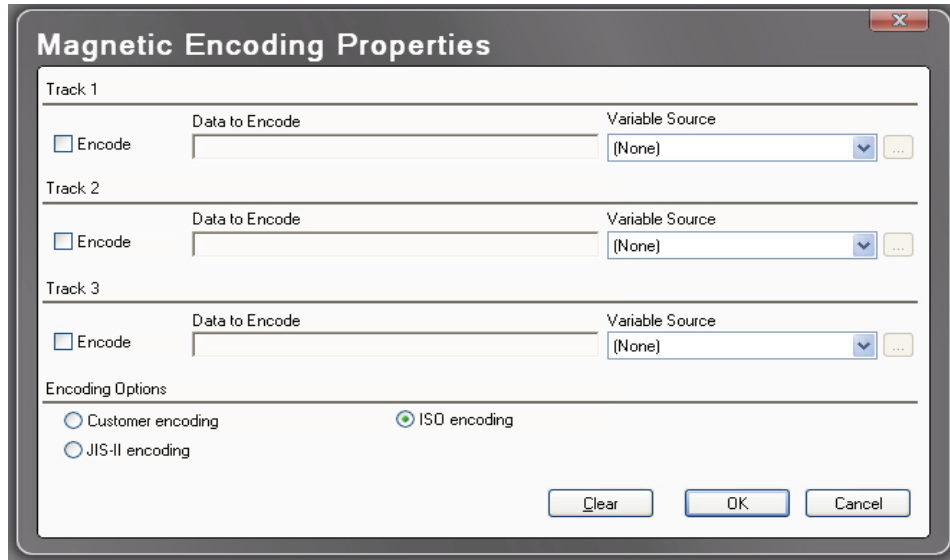 Magnetic Encoding Properties
Track 1
Data to Encode
Variable Source
Encode
(None)
...
Track 2
Data to Encode
Variable Source
Encode
(None)
...
Track 3
Data to Encode
Variable Source
Encode
(None)
...
Encoding Options
Customer encoding
ISO encoding
JIS-II encoding
Clear
OK
Cancel